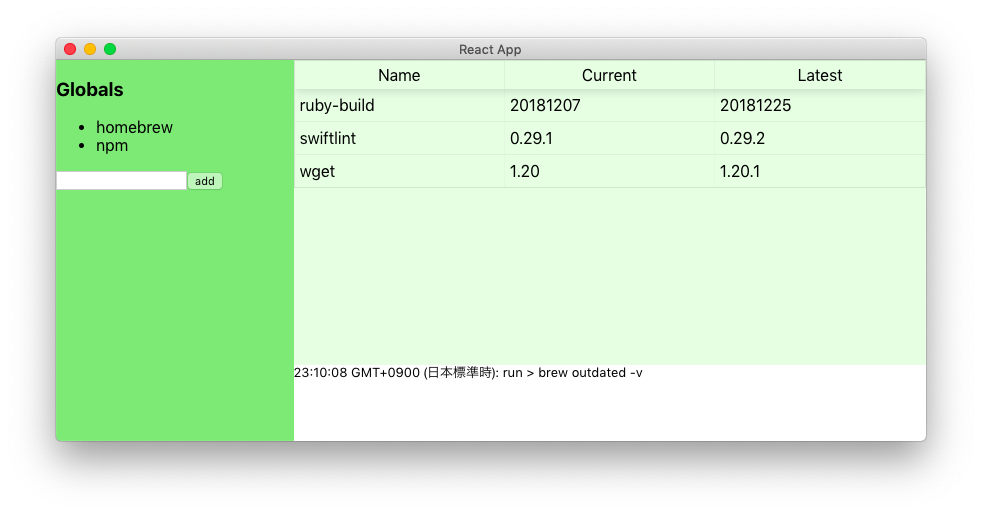 React App
Globals
homebrew
npm
add
Name Current Latest
ruby-build 20181207 20181225
swiftlint 0.29.1 0.29.2
wget 1.20 1.20.1
23:10:08 GMT+0900 (日本標準時): run > brew outdated -v